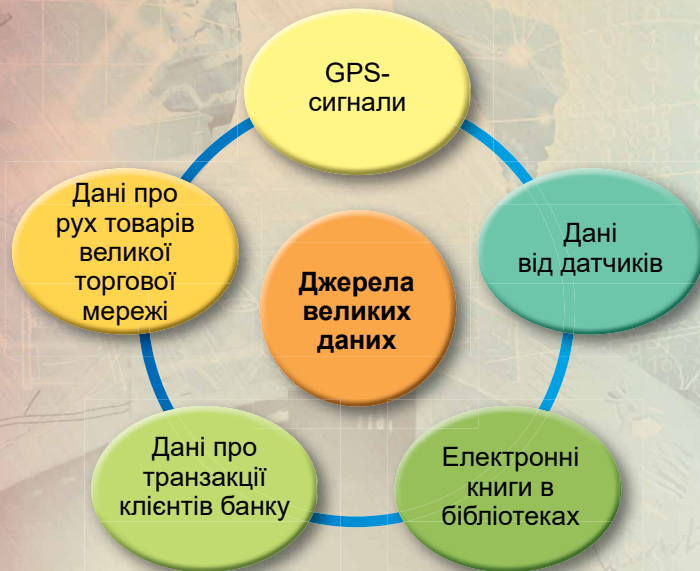 GPS-
сигнали
Дані про
рух товарів
великої
торгової
мережі
Дані
від датчиків
Джерела
великих
даних
Дані про
транзакції
клієнтів банку
Електронні
книги в
бібліотеках